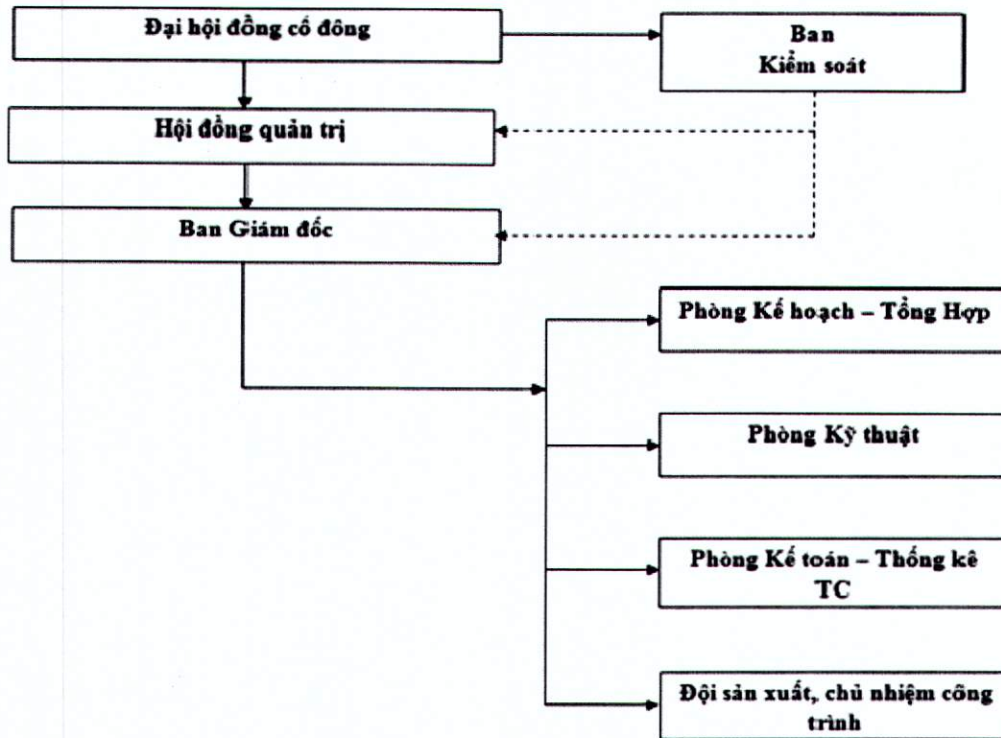 Đại hội đồng cổ đông
Ban
Kiểm soát
Hội đồng quản trị
Ban Giám đốc
Phòng Kế hoạch – Tổng Hợp
Phòng Kỹ thuật
Phòng Kế toán – Thống kê
TC
Đội sản xuất, chủ nhiệm công
trình